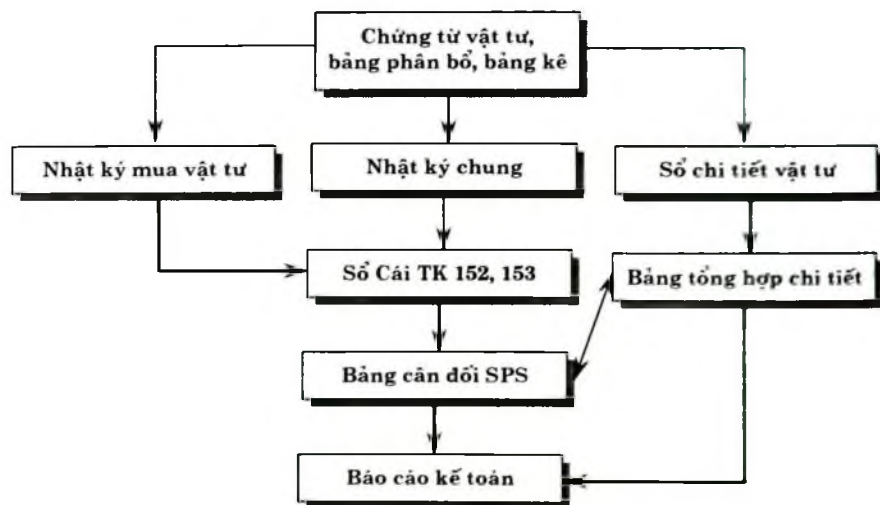 Chứng từ vật tư,
bảng phân bổ, bảng kê
Nhật ký mua vật tư
Nhật ký chung
Sổ chi tiết vật tư
Sổ Cái TK 152, 153
Bảng tổng hợp chi tiết
Bảng cân đối SPS
Báo cáo kế toán